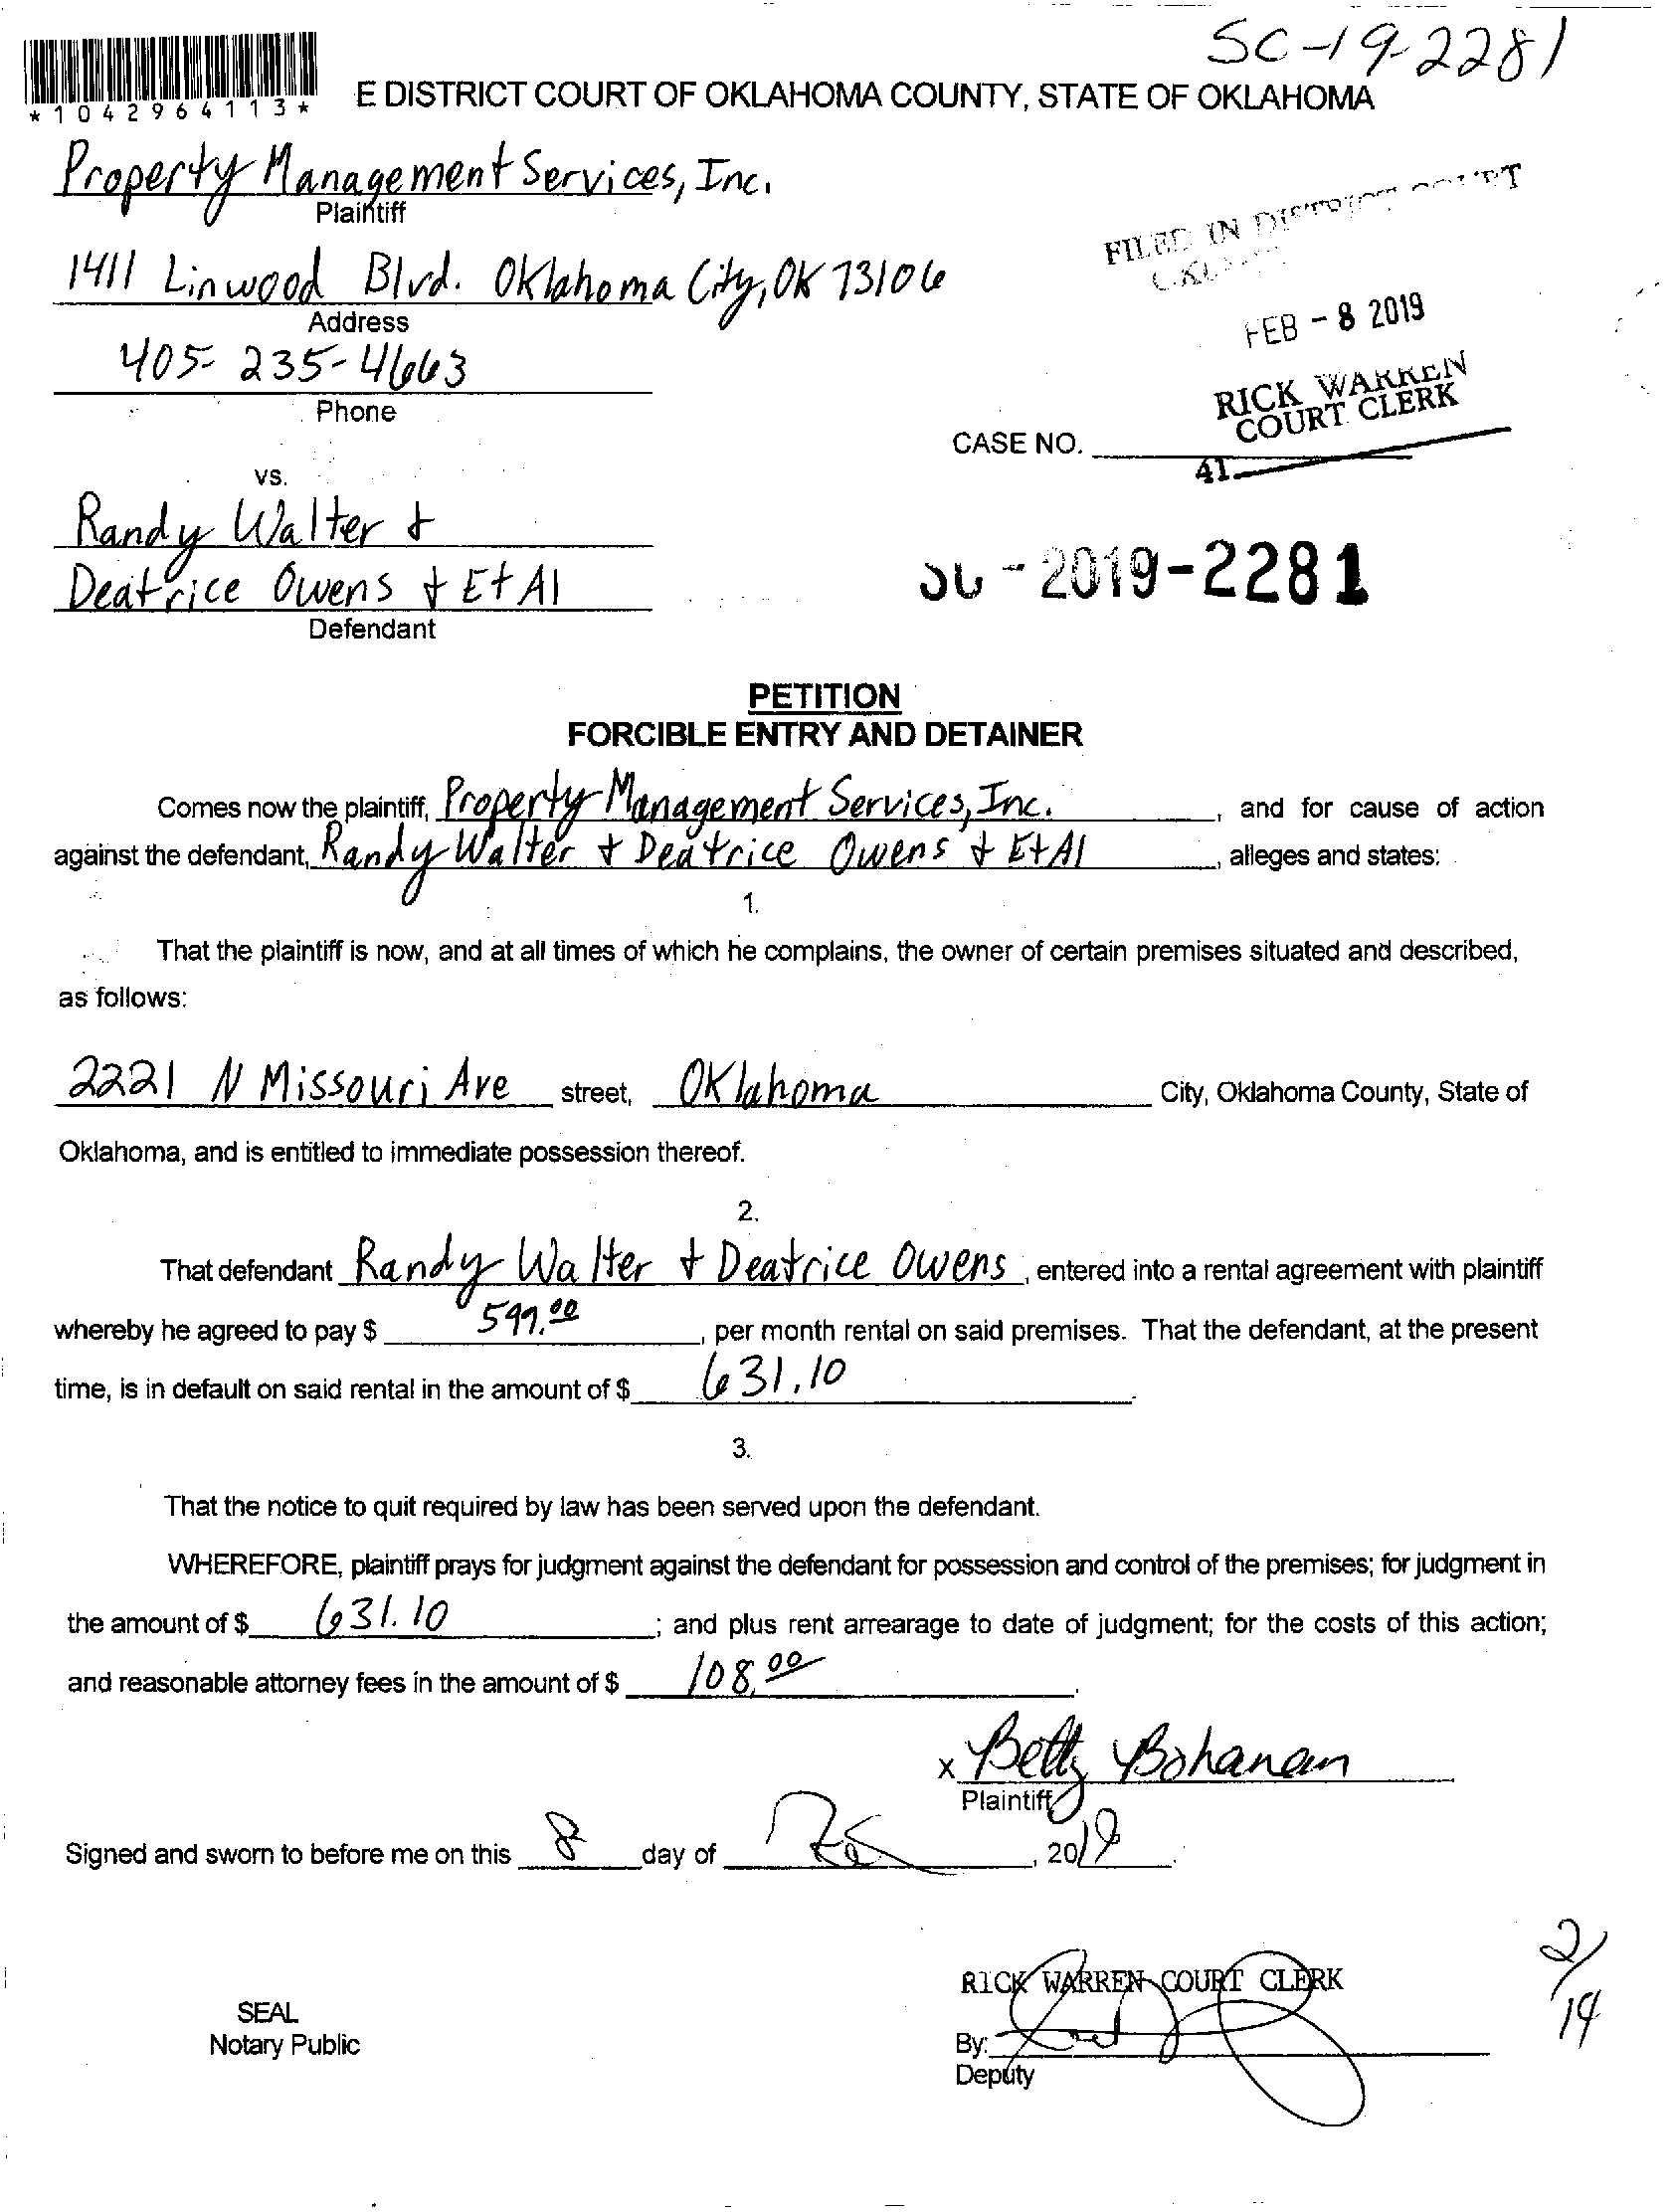 SC-19-2281
*1042964113*
E DISTRICT COURT OF OKLAHOMA COUNTY, STATE OF OKLAHOMA
Property Management Services, Inc.
Plaintiff
FILED IN DISTRICT COURT
1411 Linwood Blvd. Oklahoma City, OK 73106
Address
FEB - 8 2019
405-235-4663
Phone
RICK WARREN
COURT CLERK
CASE NO.
41
vs.
Randy Walter &
Deatrice Owens & Et Al
Defendant
SC - 2019-2281
PETITION
FORCIBLE ENTRY AND DETAINER
Comes now the plaintiff, Property Management Services, Inc., and for cause of action
against the defendant, Randy Walter & Deatrice Owens & Et Al, alleges and states:
1.
That the plaintiff is now, and at all times of which he complains, the owner of certain premises situated and described,
as follows:
2221 N Missouri Ave street, Oklahoma City, Oklahoma County, State of
Oklahoma, and is entitled to immediate possession thereof.
2.
That defendant Randy Walter & Deatrice Owens, entered into a rental agreement with plaintiff
whereby he agreed to pay $ , per month rental on said premises. That the defendant, at the present
time, is in default on said rental in the amount of $ 631.10.
3.
That the notice to quit required by law has been served upon the defendant.
WHEREFORE, plaintiff prays for judgment against the defendant for possession and control of the premises; for judgment in
the amount of $ 631.10; and plus rent arrearage to date of judgment; for the costs of this action;
and reasonable attorney fees in the amount of $ 108.00.
x Betty Bohanan
Plaintiff
Signed and sworn to before me on this 8 day of , 2019.
2/14
RICK WARREN COURT CLERK
SEAL
Notary Public
By:
Deputy